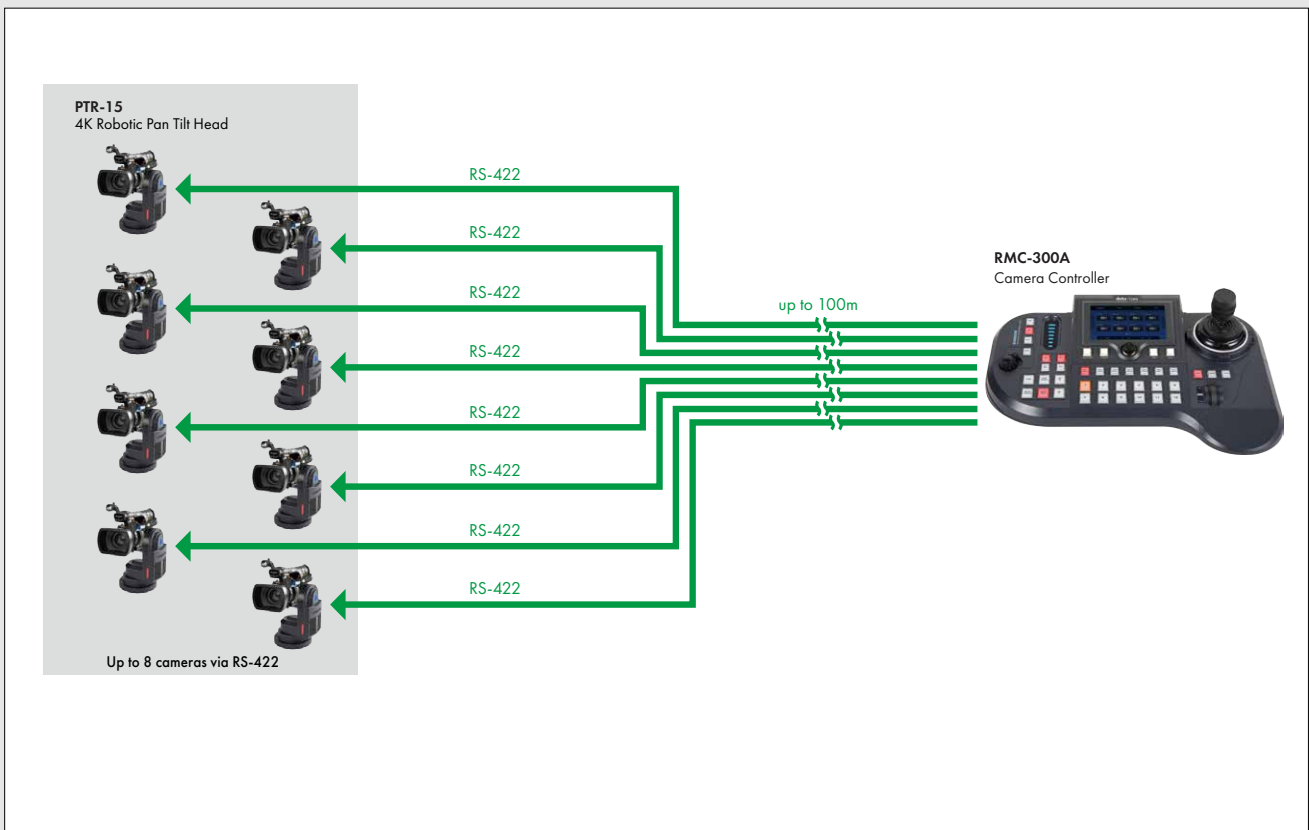 PTR-15
4K Robotic Pan Tilt Head
RS-422
RS-422
RS-422
RS-422
RS-422
RS-422
RS-422
RS-422
Up to 8 cameras via RS-422
up to 100m
RMC-300A
Camera Controller